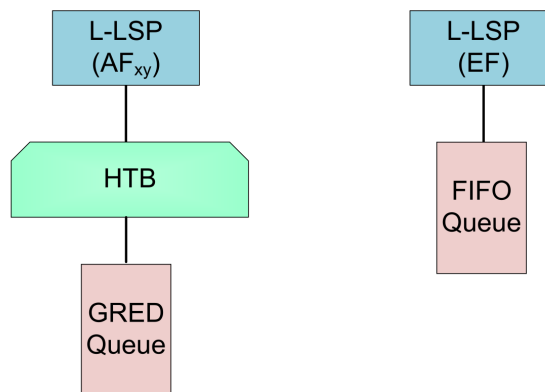 L-LSP
(AFxy)
HTB
GRED
Queue
L-LSP
(EF)
FIFO
Queue